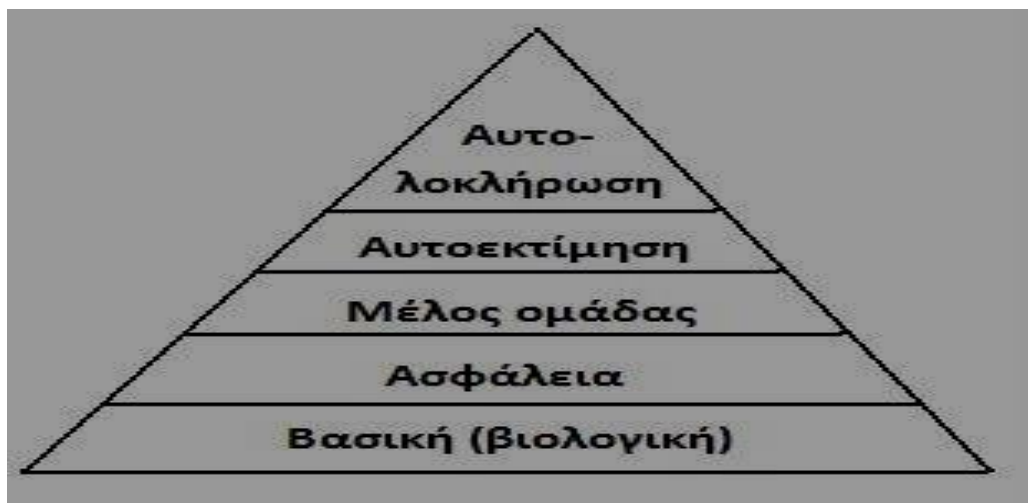 Αυτο-
λοκλήρωση
Αυτοεκτίμηση
Μέλος ομάδας
Ασφάλεια
Βασική (βιολογική)